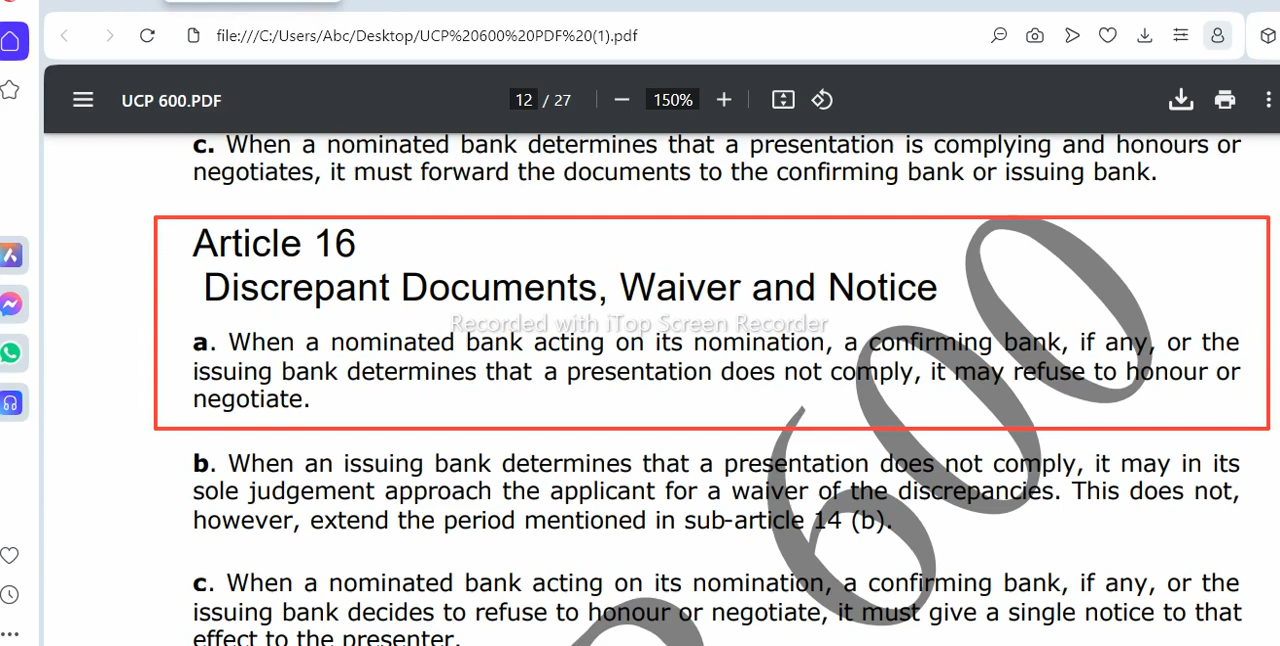 file:///C:/Users/Abc/Desktop/UCP%20600%20PDF%20(1).pdf
UCP 600.PDF
12 / 27
150%
c. When a nominated bank determines that a presentation is complying and honours or
negotiates, it must forward the documents to the confirming bank or issuing bank.
Article 16
Discrepant Documents, Waiver and Notice
Recorded with iTop Screen Recorder
a. When a nominated bank acting on its nomination, a confirming bank, if any, or the
issuing bank determines that a presentation does not comply, it may refuse to honour or
negotiate.
b. When an issuing bank determines that a presentation does not comply, it may in its
sole judgement approach the applicant for a waiver of the discrepancies. This does not,
however, extend the period mentioned in sub-article 14 (b).
c. When a nominated bank acting on its nomination, a confirming bank, if any, or the
issuing bank decides to refuse to honour or negotiate, it must give a single notice to that
effect to the presenter.
600